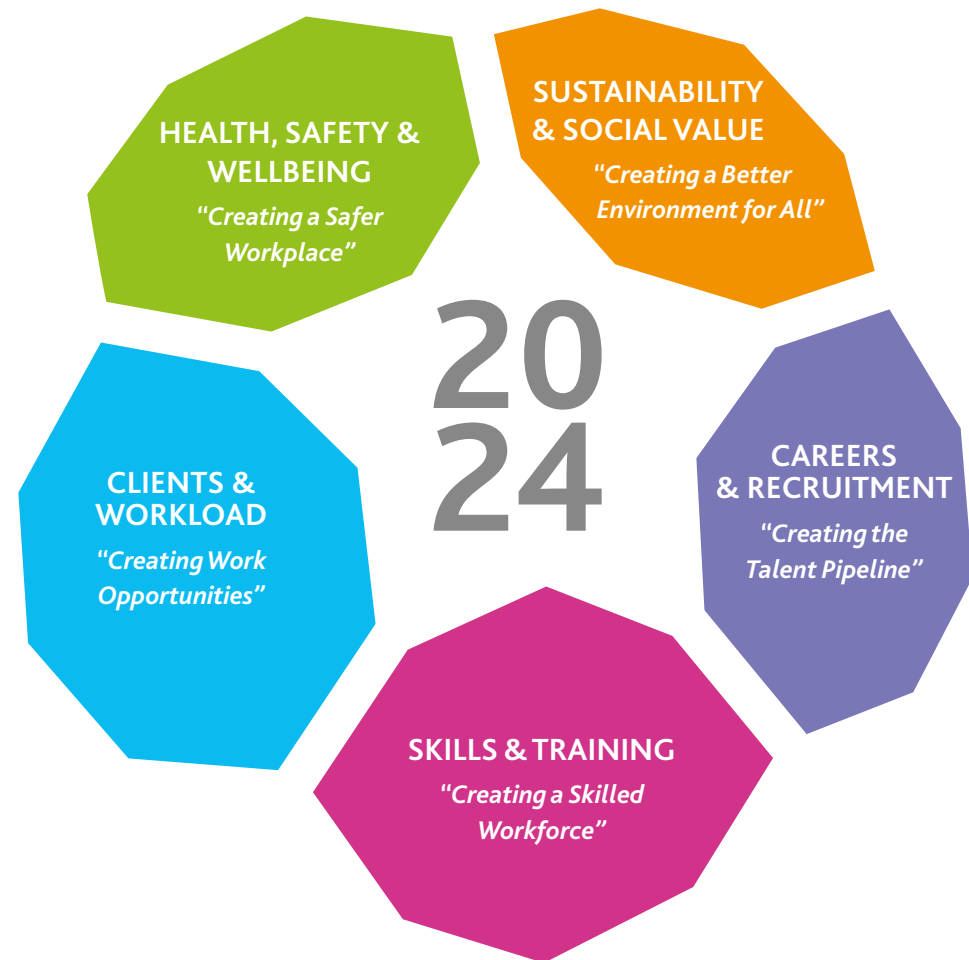 HEALTH, SAFETY &
WELLBEING
“Creating a Safer
Workplace”
SUSTAINABILITY
& SOCIAL VALUE
“Creating a Better
Environment for All”
20
24
CLIENTS &
WORKLOAD
“Creating Work
Opportunities”
CAREERS
& RECRUITMENT
“Creating the
Talent Pipeline”
SKILLS & TRAINING
“Creating a Skilled
Workforce”